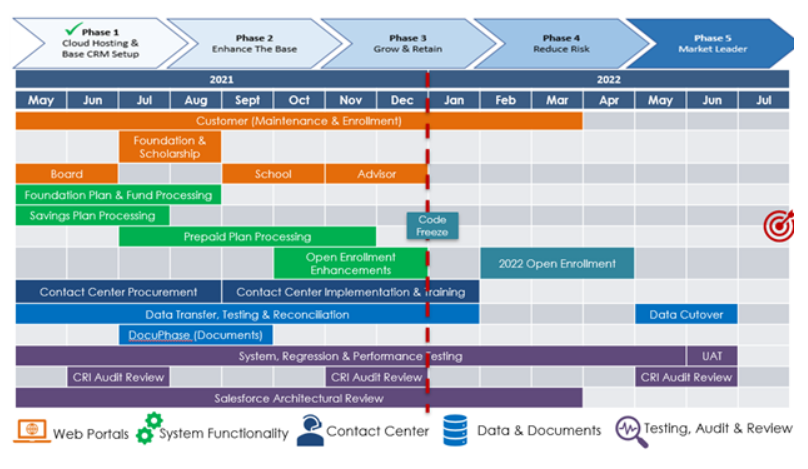 Phase 1
Cloud Hosting &
Base CRM Setup
Phase 2
Enhance The Base
Phase 3
Grow & Retain
Phase 4
Reduce Risk
Phase 5
Market Leader
2021
2022
May Jun Jul Aug Sept Oct Nov Dec Jan Feb Mar Apr May Jun Jul
Customer (Maintenance & Enrollment)
Foundation &
Scholarship
Board
School
Advisor
Foundation Plan & Fund Processing
Savings Plan Processing
Code
Freeze
Prepaid Plan Processing
Open Enrollment
Enhancements
2022 Open Enrollment
Contact Center Procurement
Contact Center Implementation & Training
Data Transfer, Testing & Reconciliation
Data Cutover
DocuPhase (Documents)
System, Regression & Performance Testing
UAT
CRI Audit Review
CRI Audit Review
CRI Audit Review
Salesforce Architectural Review
Web Portals
System Functionality
Contact Center
Data & Documents
Testing, Audit & Review